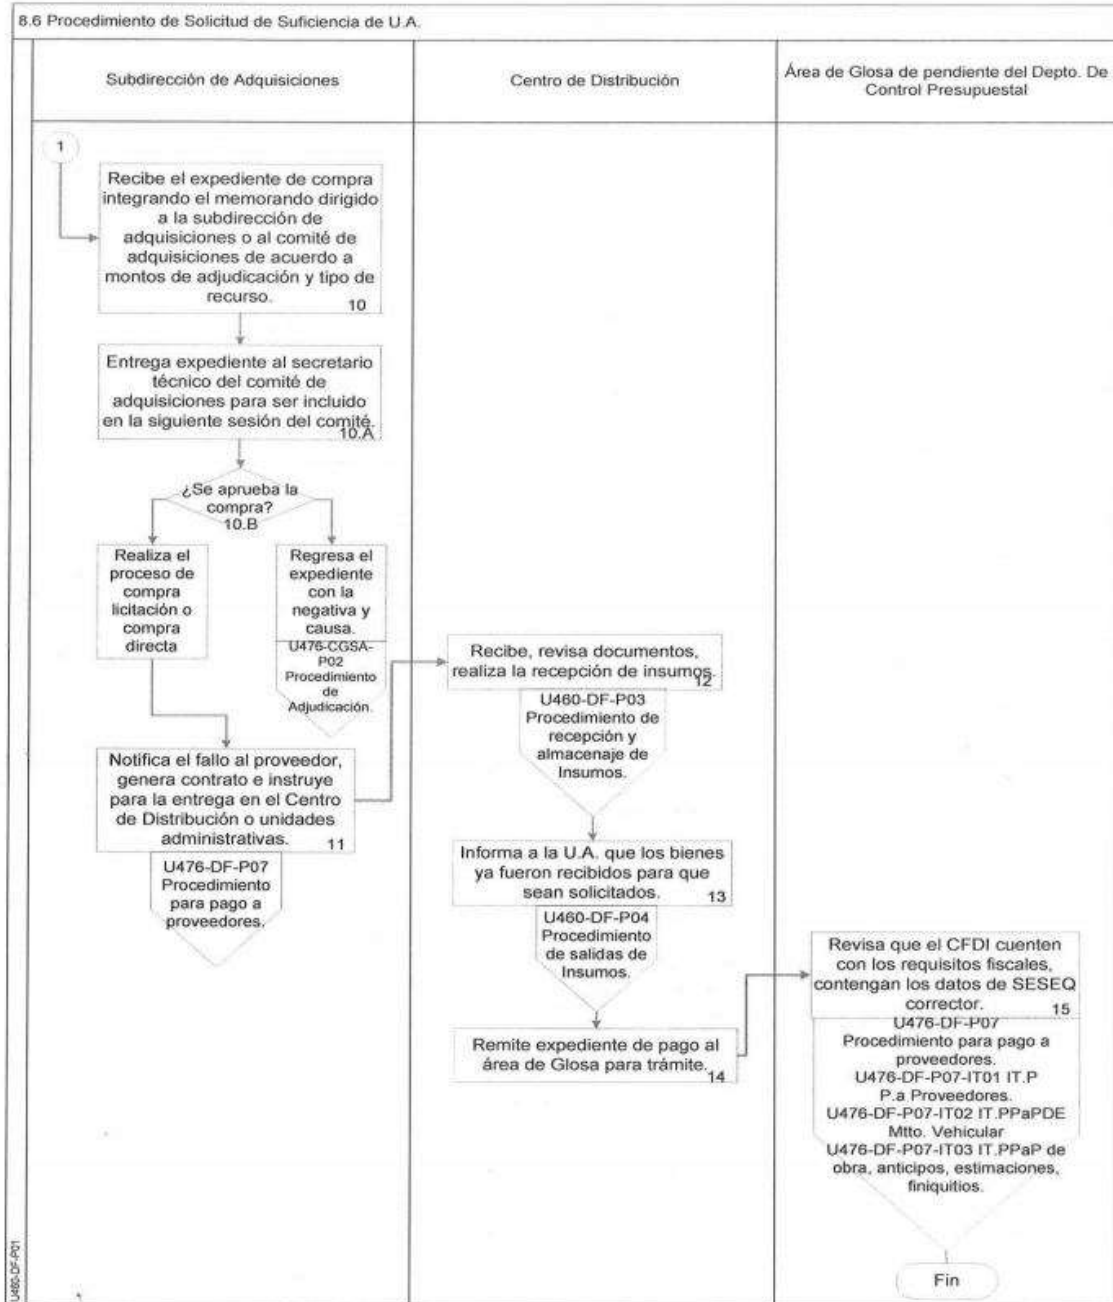 8.6 Procedimiento de Solicitud de Suficiencia de U.A.
Subdirección de Adquisiciones
Centro de Distribución
Área de Glosa de pendiente del Depto. De
Control Presupuestal
1
Recibe el expediente de compra
integrando el memorando dirigido
a la subdirección de
adquisiciones o al comité de
adquisiciones de acuerdo a
montos de adjudicación y tipo de
recurso.
10
Entrega expediente al secretario
técnico del comité de
adquisiciones para ser incluido
en la siguiente sesión del comité.
10.A
¿Se aprueba la
compra?
10.B
Realiza el
proceso de
compra
licitación o
compra
directa
Regresa el
expediente
con la
negativa y
causa.
U476-CGSA-
P02
Procedimiento
de
Adjudicación.
Notifica el fallo al proveedor,
genera contrato e instruye
para la entrega en el Centro
de Distribución o unidades
administrativas.
11
U476-DF-P07
Procedimiento
para pago a
proveedores.
Recibe, revisa documentos,
realiza la recepción de insumos.
12
U460-DF-P03
Procedimiento de
recepción y
almacenaje de
Insumos.
Informa a la U.A. que los bienes
ya fueron recibidos para que
sean solicitados.
13
U460-DF-P04
Procedimiento
de salidas de
Insumos.
Remite expediente de pago al
área de Glosa para trámite.
14
Revisa que el CFDI cuenten
con los requisitos fiscales,
contengan los datos de SESEQ
corrector.
15
U476-DF-P07
Procedimiento para pago a
proveedores.
U476-DF-P07-IT01 IT.P
P.a Proveedores.
U476-DF-P07-IT02 IT.PPaPDE
Mtto. Vehicular
U476-DF-P07-IT03 IT.PPaP de
obra, anticipos, estimaciones,
finiquitios.
Fin
U460-DF-P01